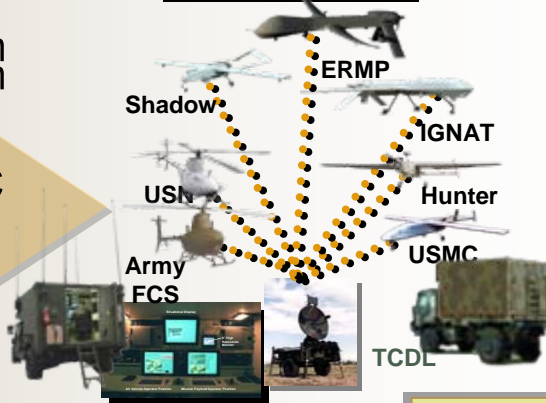 ERMP
Shadow
IGNAT
Hunter
USN
USMC
Army
FCS
TCDL